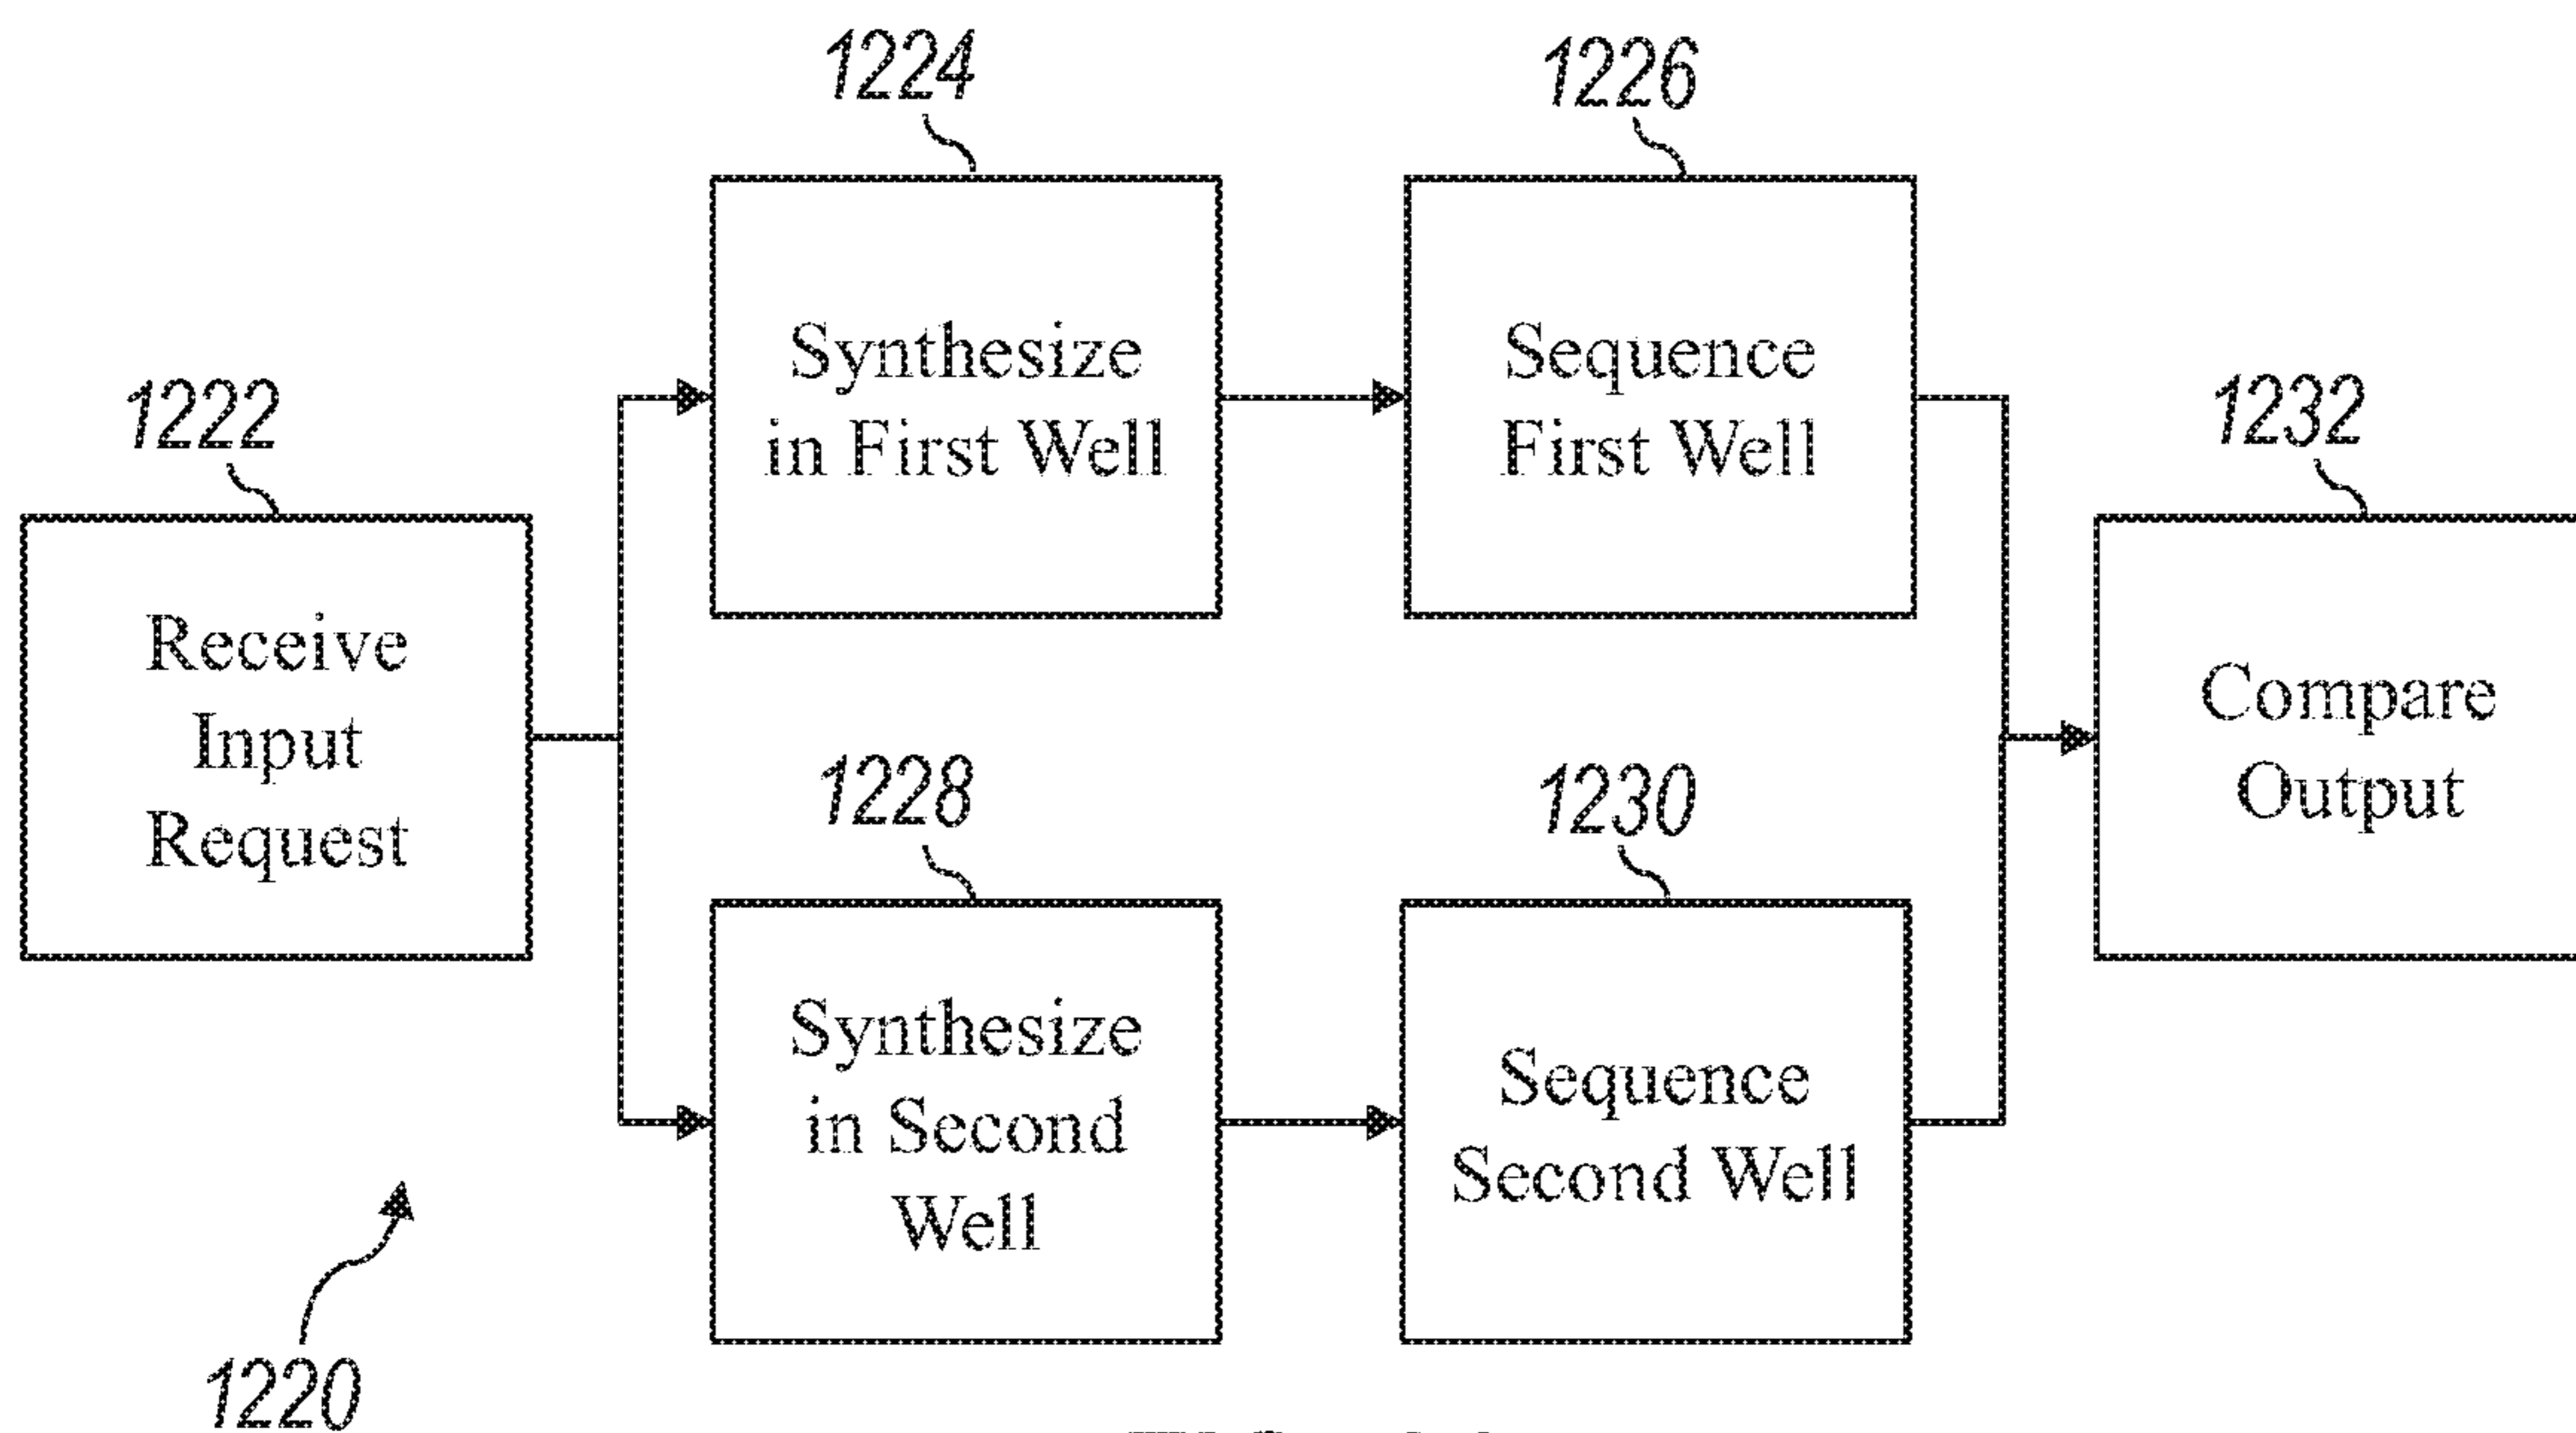 1224
1226
1222
1232
Synthesize
in First Well
Sequence
First Well
Receive
Input
Request
Compare
Output
1228
1230
Synthesize
in Second
Well
Sequence
Second Well
1220